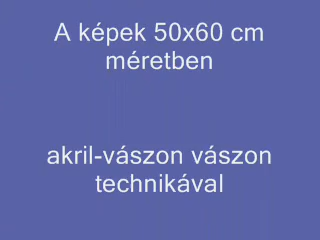 A képek 50x60 cm
méretben
akril-vászon vászon
technikával